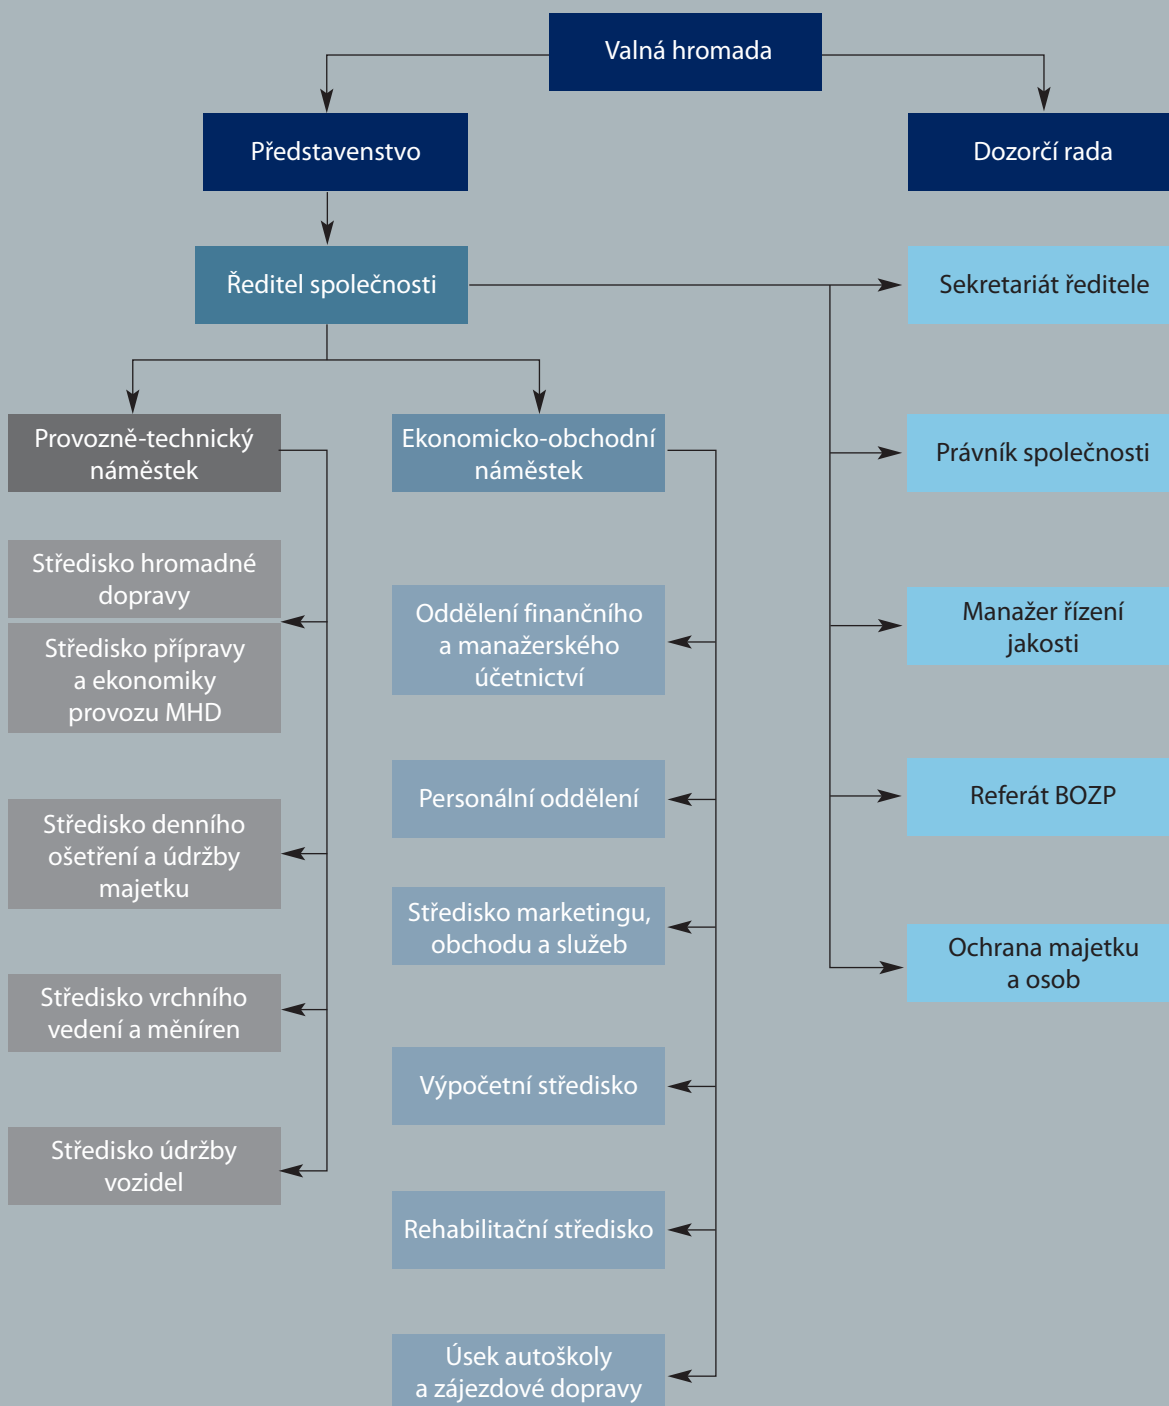 Valná hromada
Představenstvo
Dozorčí rada
Ředitel společnosti
Sekretariát ředitele
Provozně-technický
náměstek
Ekonomicko-obchodní
náměstek
Právník společnosti
Středisko hromadné
dopravy
Středisko přípravy
a ekonomiky
provozu MHD
Oddělení finančního
a manažerského
účetnictví
Manažer řízení
jakosti
Středisko denního
ošetření a údržby
majetku
Personální oddělení
Referát BOZP
Středisko marketingu,
obchodu a služeb
Ochrana majetku
a osob
Středisko vrchního
vedení a měníren
Výpočetní středisko
Středisko údržby
vozidel
Rehabilitační středisko
Úsek autoškoly
a zájezdové dopravy